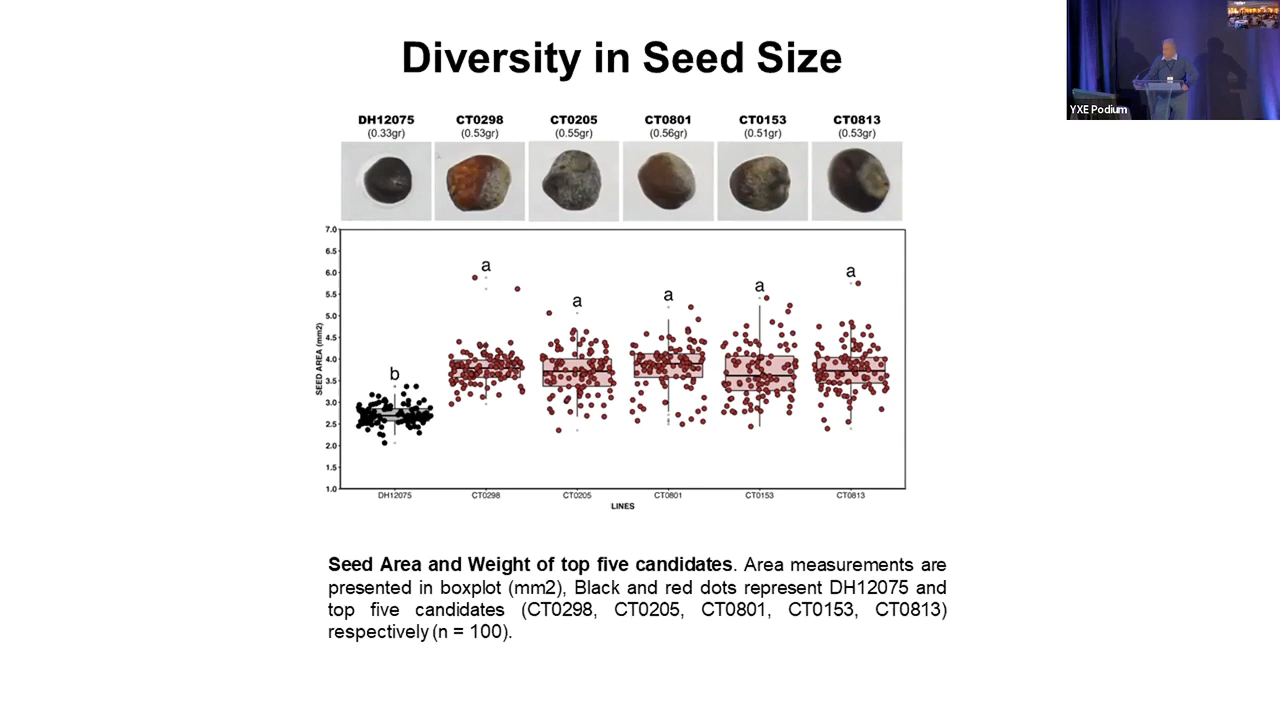 Diversity in Seed Size
YXE Podium
DH12075 CT0298 CT0205 CT0801 CT0153 CT0813
(0.33gr) (0.53gr) (0.55gr) (0.56gr) (0.51gr) (0.53gr)
7.0
6.5
6.0
5.5
5.0
4.5
4.0
3.5
3.0
2.5
2.0
1.5
1.0
SEED AREA (mm2)
b a a a a a
DH12075 CT0298 CT0205 CT0801 CT0153 CT0813
LINES
Seed Area and Weight of top five candidates. Area measurements are
presented in boxplot (mm2), Black and red dots represent DH12075 and
top five candidates (CT0298, CT0205, CT0801, CT0153, CT0813)
respectively (n = 100).